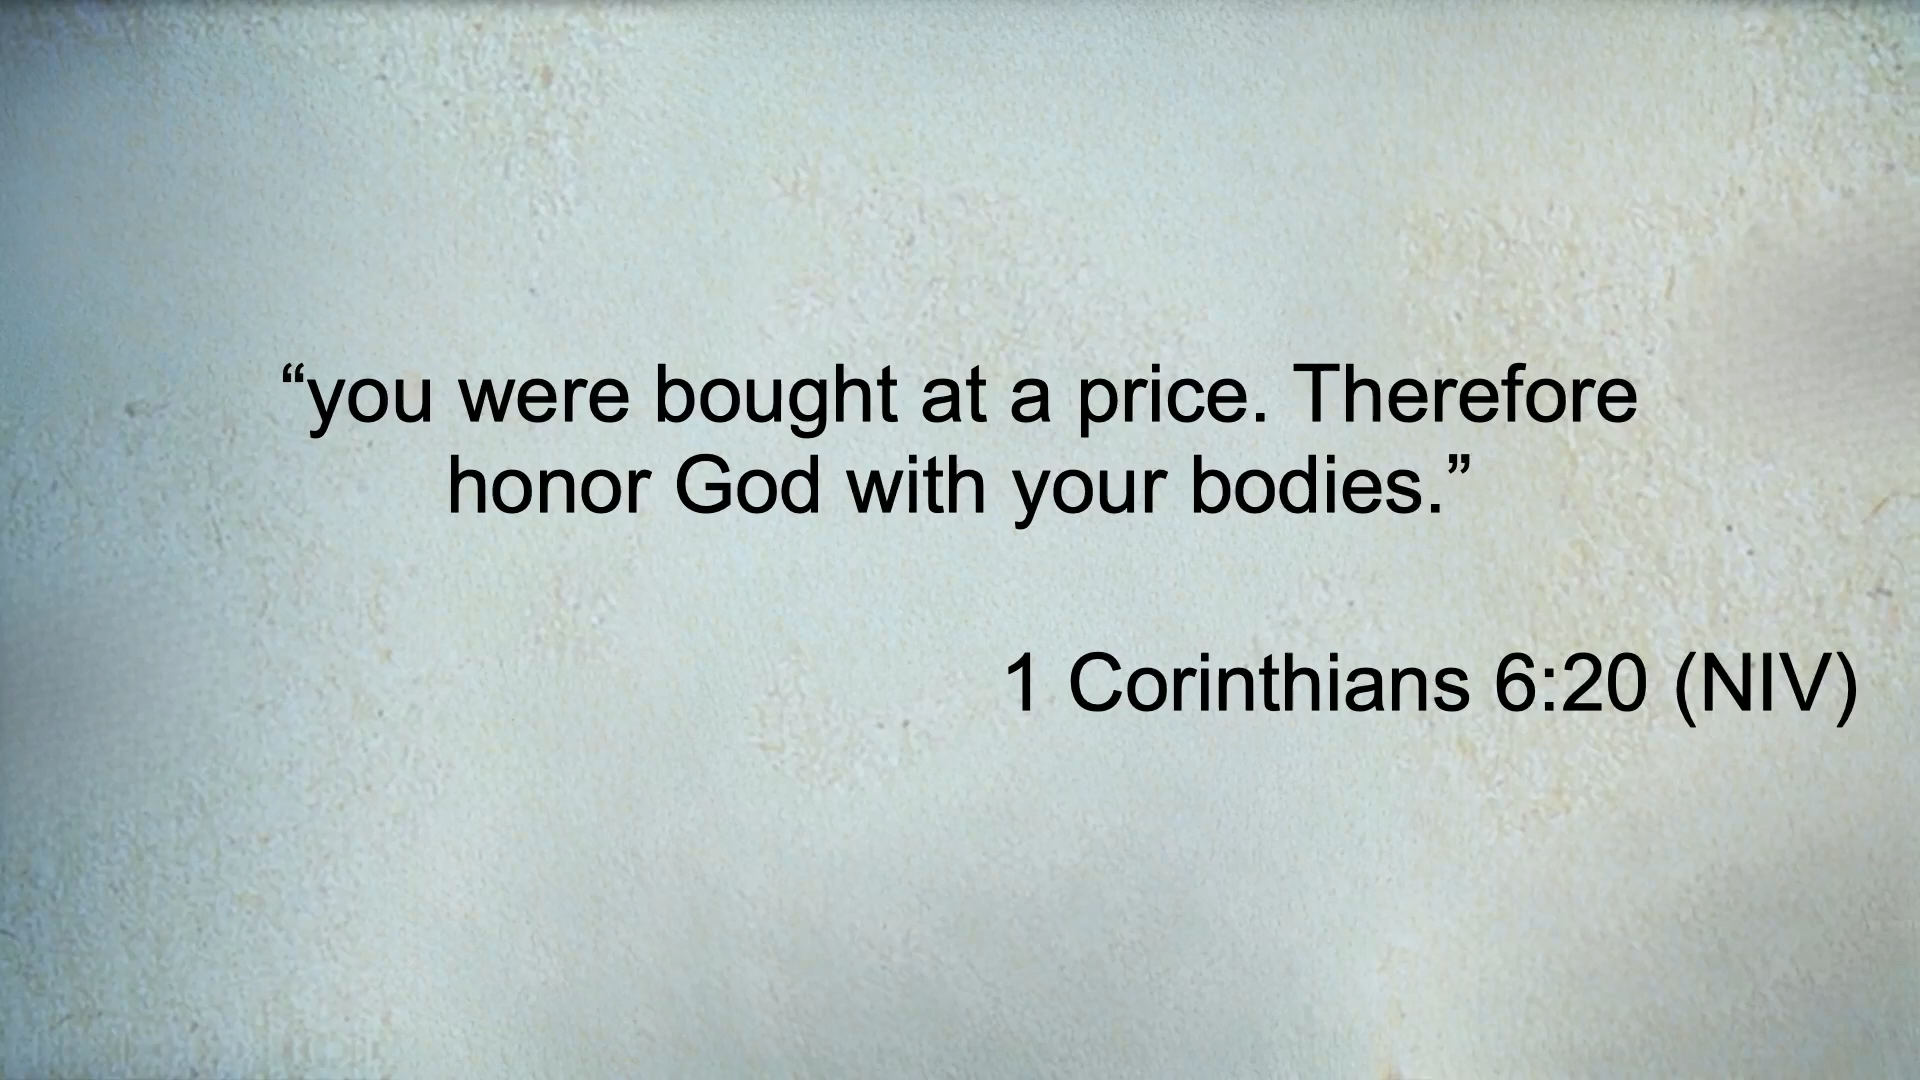 “you were bought at a price. Therefore
honor God with your bodies.”
1 Corinthians 6:20 (NIV)